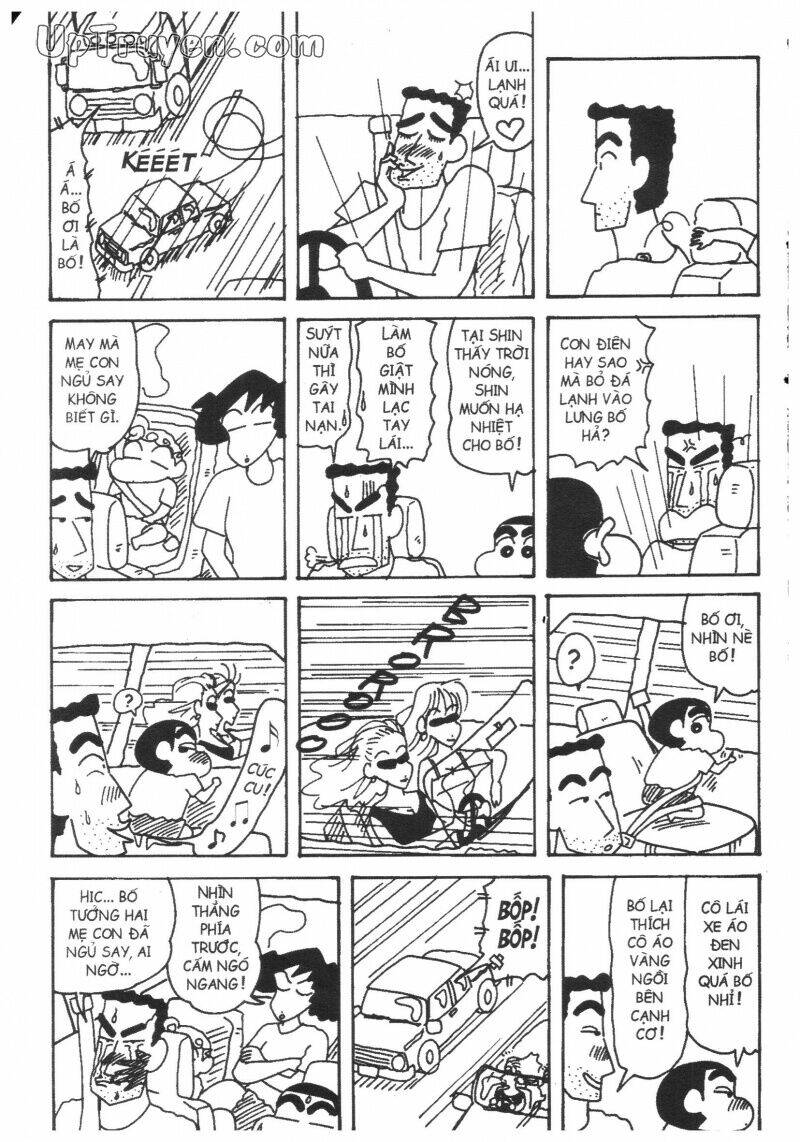 UpTruyen.com
ÁI UI...
LẠNH
QUÁ!
KÉÉÉT
Á
Á...
BỐ
ƠI
LÀ
BỐ!
CON ĐIÊN
HAY SAO
MÀ BỎ ĐÁ
LẠNH VÀO
LƯNG BỐ
HẢ?
TẠI SHIN
THẤY TRỜI
NÓNG,
SHIN
MUỐN HẠ
NHIỆT
CHO BỐ!
LÀM
BỐ
GIẬT
MÌNH
LẠC
TAY
LÁI...
SUÝT
NỮA
THÌ
GÂY
TAI
NẠN.
MAY MÀ
MẸ CON
NGỦ SAY
KHÔNG
BIẾT GÌ.
BỐ ƠI,
NHÌN NÈ
BỐ!
?
?
CÚC
CU!
CÔ LÁI
XE ÁO
ĐEN
XINH
QUÁ BỐ
NHỈ!
BỐ LẠI
THÍCH
CÔ ÁO
VÀNG
NGỒI
BÊN
CẠNH
CƠ!
BỐP!
BỐP!
NHÌN
THẲNG
PHÍA
TRƯỚC,
CẤM NGÓ
NGANG!
HIC... BỐ
TƯỞNG HAI
MẸ CON ĐÃ
NGỦ SAY, AI
NGỜ...